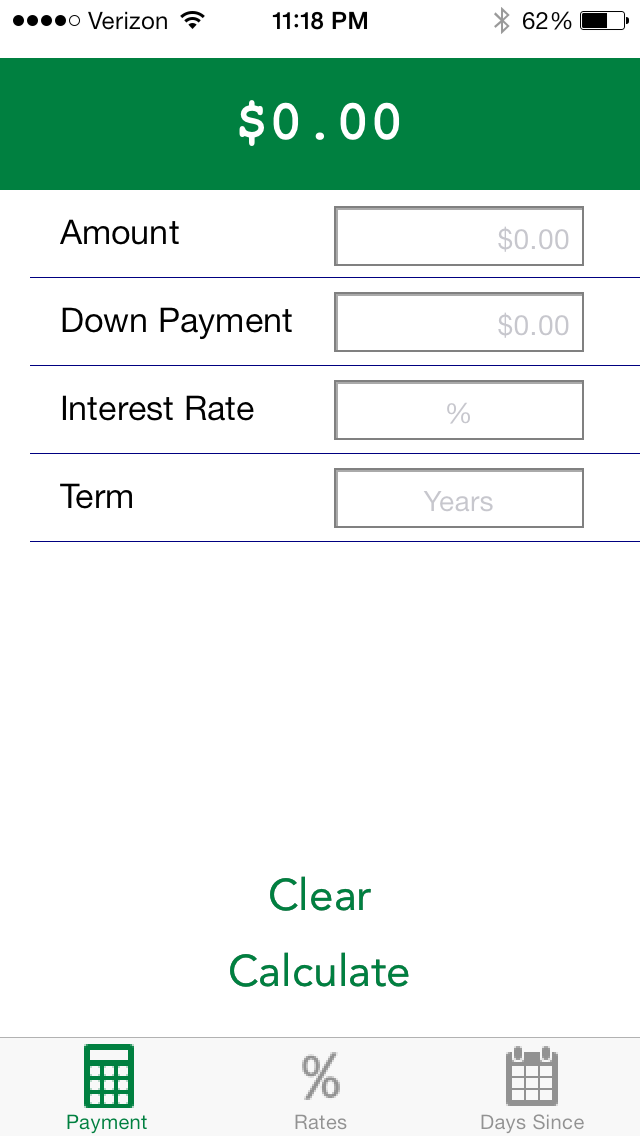 Verizon 11:18 PM 62%
$0.00
Amount $0.00
Down Payment $0.00
Interest Rate %
Term Years
Clear
Calculate
%
Payment Rates Days Since